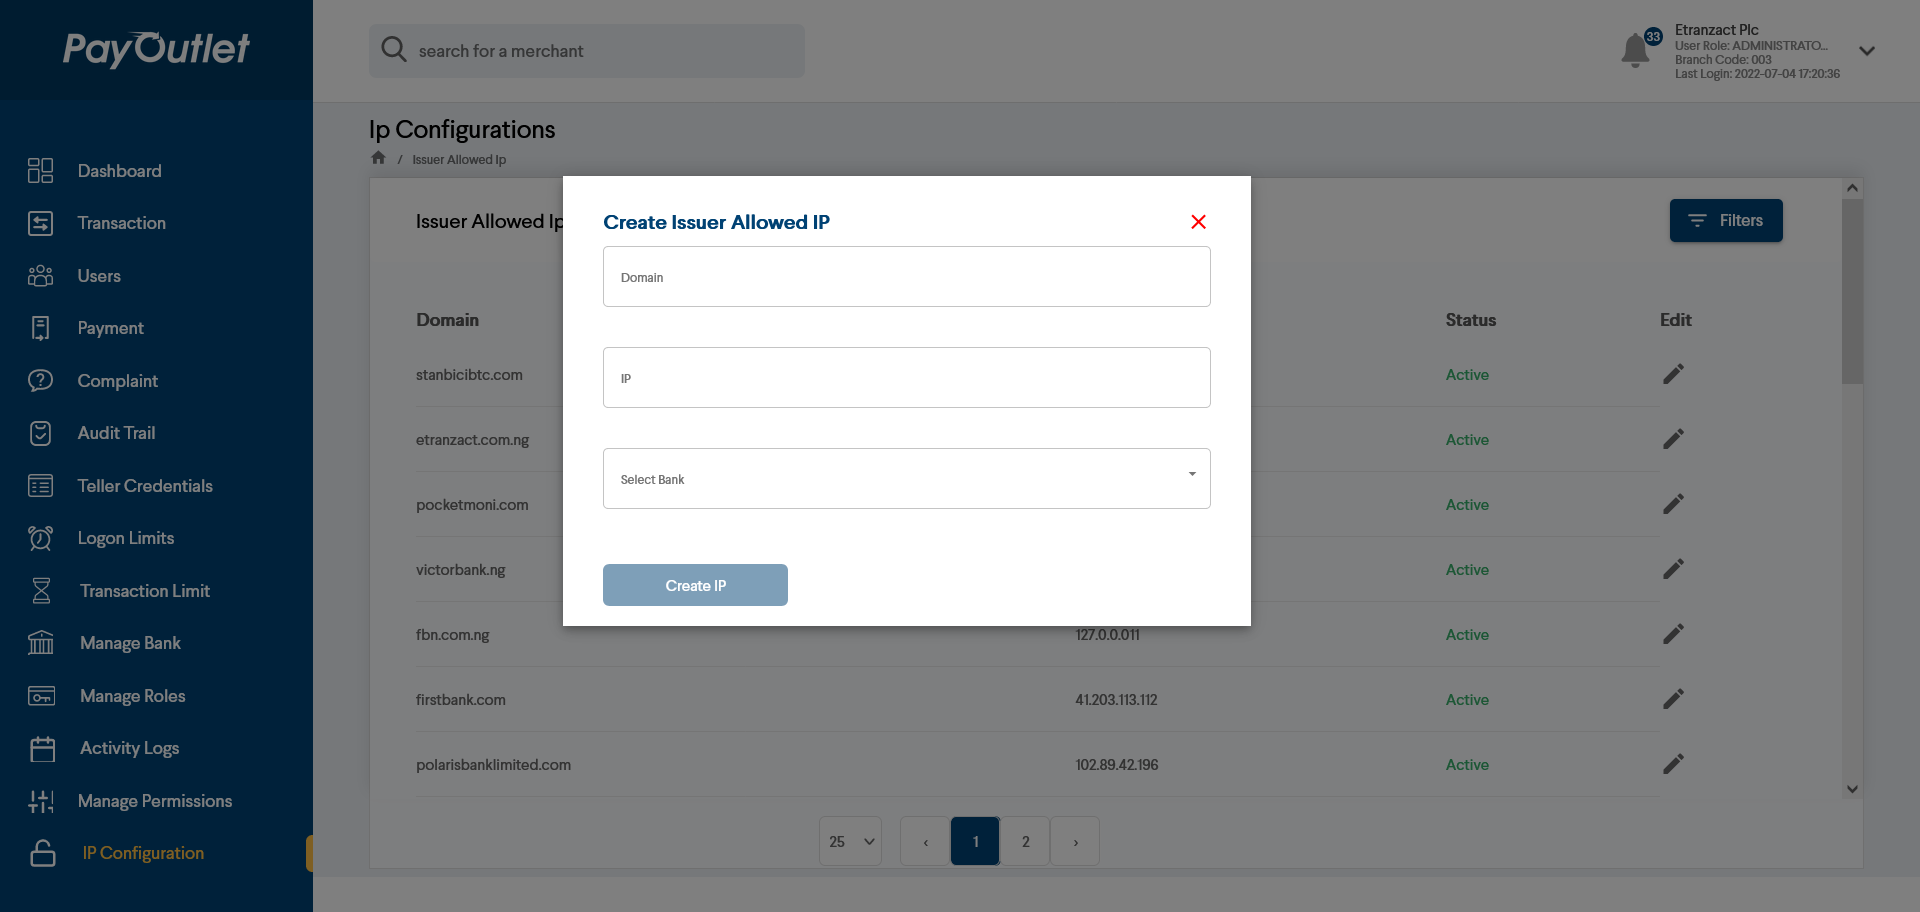 PayOutlet
search for a merchant
33
Etranzact Plc
User Role: ADMINISTRATO...
Branch Code: 003
Last Login: 2022-07-04 17:20:36
Dashboard
Transaction
Users
Payment
Complaint
Audit Trail
Teller Credentials
Logon Limits
Transaction Limit
Manage Bank
Manage Roles
Activity Logs
Manage Permissions
IP Configuration
Ip Configurations
/ Issuer Allowed Ip
Issuer Allowed Ip
Filters
Create Issuer Allowed IP
Domain
IP
Select Bank
Create IP
Domain Status Edit
stanbicibtc.com Active
etranzact.com.ng Active
pocketmoni.com Active
victorbank.ng Active
fbn.com.ng 127.0.0.011 Active
firstbank.com 41.203.113.112 Active
polarisbanklimited.com 102.89.42.196 Active
25 ‹ 1 2 ›